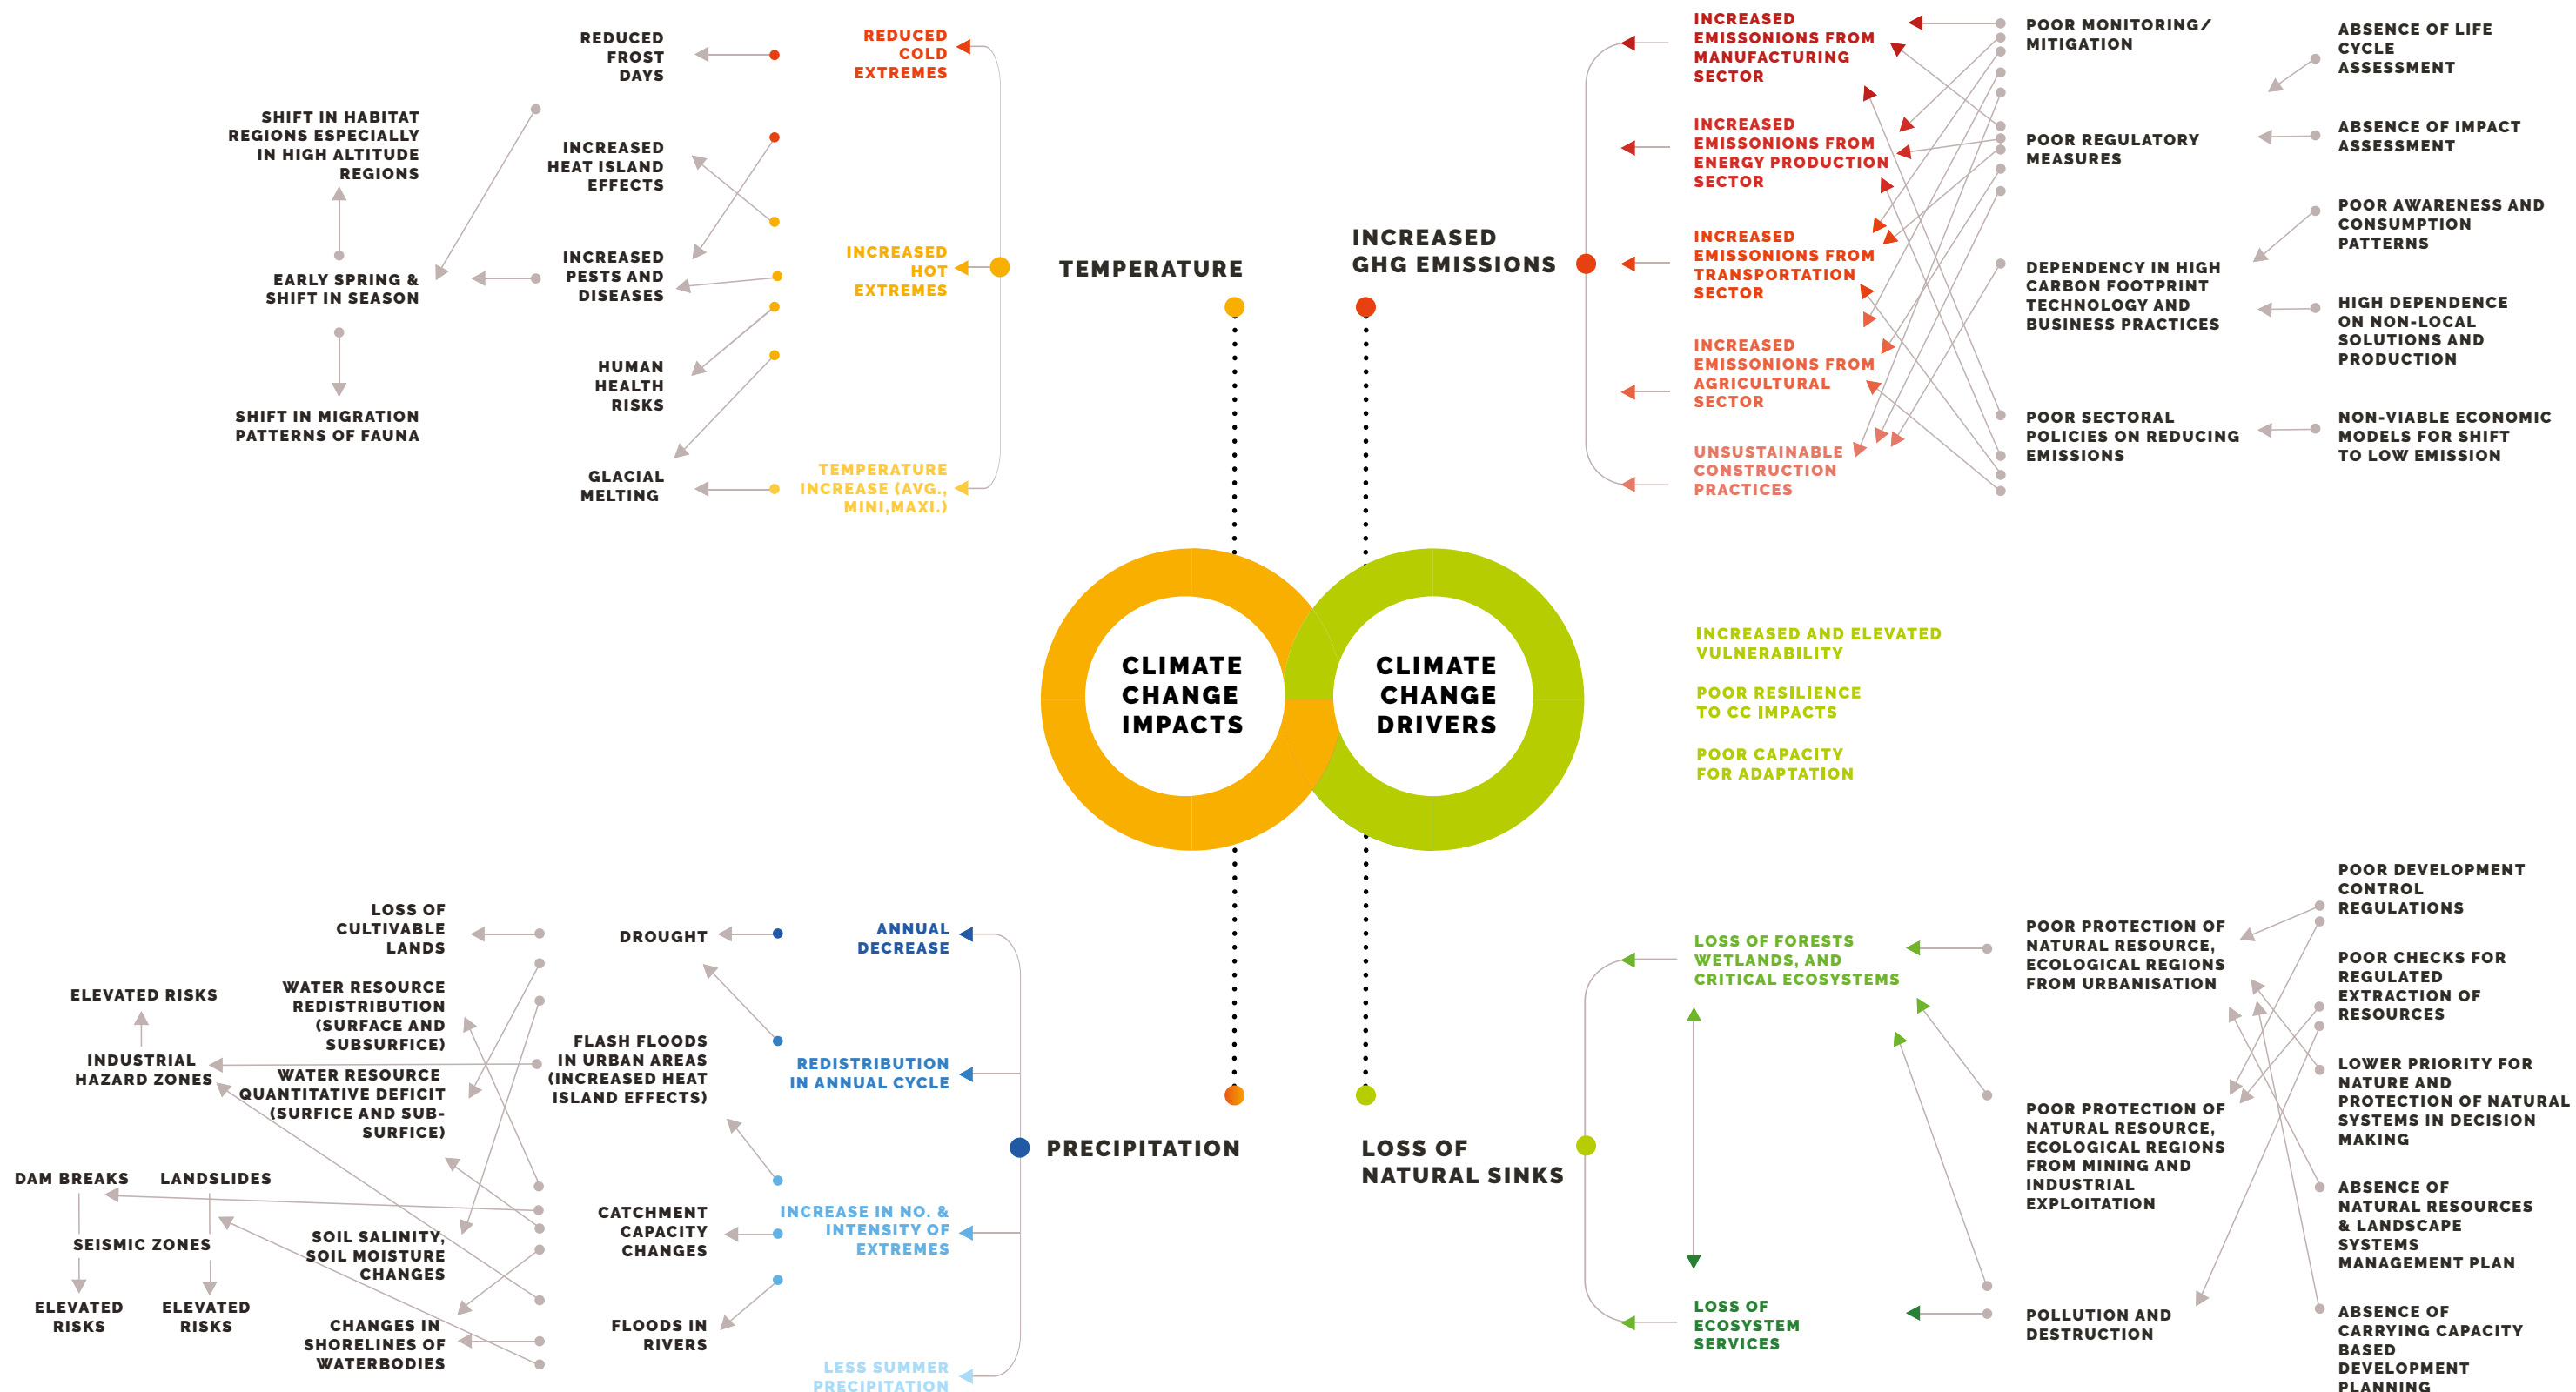 REDUCED
FROST
DAYS
REDUCED
COLD
EXTREMES
SHIFT IN HABITAT
REGIONS ESPECIALLY
IN HIGH ALTITUDE
REGIONS
INCREASED
HEAT ISLAND
EFFECTS
INCREASED
PESTS AND
DISEASES
INCREASED
HOT
EXTREMES
TEMPERATURE
EARLY SPRING &
SHIFT IN SEASON
HUMAN
HEALTH
RISKS
SHIFT IN MIGRATION
PATTERNS OF FAUNA
GLACIAL
MELTING
TEMPERATURE
INCREASE (AVG.,
MINI,MAXI.)
INCREASED
GHG EMISSIONS
INCREASED
EMISSONIONS FROM
MANUFACTURING
SECTOR
INCREASED
EMISSONIONS FROM
ENERGY PRODUCTION
SECTOR
INCREASED
EMISSONIONS FROM
TRANSPORTATION
SECTOR
INCREASED
EMISSONIONS FROM
AGRICULTURAL
SECTOR
UNSUSTAINABLE
CONSTRUCTION
PRACTICES
POOR MONITORING/
MITIGATION
POOR REGULATORY
MEASURES
DEPENDENCY IN HIGH
CARBON FOOTPRINT
TECHNOLOGY AND
BUSINESS PRACTICES
POOR SECTORAL
POLICIES ON REDUCING
EMISSIONS
ABSENCE OF LIFE
CYCLE
ASSESSMENT
ABSENCE OF IMPACT
ASSESSMENT
POOR AWARENESS AND
CONSUMPTION
PATTERNS
HIGH DEPENDENCE
ON NON-LOCAL
SOLUTIONS AND
PRODUCTION
NON-VIABLE ECONOMIC
MODELS FOR SHIFT
TO LOW EMISSION
CLIMATE
CHANGE
IMPACTS
CLIMATE
CHANGE
DRIVERS
INCREASED AND ELEVATED
VULNERABILITY
POOR RESILIENCE
TO CC IMPACTS
POOR CAPACITY
FOR ADAPTATION
LOSS OF
CULTIVABLE
LANDS
DROUGHT
ANNUAL
DECREASE
ELEVATED RISKS
WATER RESOURCE
REDISTRIBUTION
(SURFACE AND
SUBSURFICE)
INDUSTRIAL
HAZARD ZONES
WATER RESOURCE
QUANTITATIVE DEFICIT
(SURFICE AND SUB-
SURFICE)
FLASH FLOODS
IN URBAN AREAS
(INCREASED HEAT
ISLAND EFFECTS)
REDISTRIBUTION
IN ANNUAL CYCLE
PRECIPITATION
DAM BREAKS
LANDSLIDES
SEISMIC ZONES
SOIL SALINITY,
SOIL MOISTURE
CHANGES
CATCHMENT
CAPACITY
CHANGES
INCREASE IN NO. &
INTENSITY OF
EXTREMES
ELEVATED
RISKS
ELEVATED
RISKS
CHANGES IN
SHORELINES OF
WATERBODIES
FLOODS IN
RIVERS
LESS SUMMER
PRECIPITATION
LOSS OF
NATURAL SINKS
LOSS OF FORESTS
WETLANDS, AND
CRITICAL ECOSYSTEMS
LOSS OF
ECOSYSTEM
SERVICES
POOR PROTECTION OF
NATURAL RESOURCE,
ECOLOGICAL REGIONS
FROM URBANISATION
POOR PROTECTION OF
NATURAL RESOURCE,
ECOLOGICAL REGIONS
FROM MINING AND
INDUSTRIAL
EXPLOITATION
POLLUTION AND
DESTRUCTION
POOR DEVELOPMENT
CONTROL
REGULATIONS
POOR CHECKS FOR
REGULATED
EXTRACTION OF
RESOURCES
LOWER PRIORITY FOR
NATURE AND
PROTECTION OF NATURAL
SYSTEMS IN DECISION
MAKING
ABSENCE OF
NATURAL RESOURCES
& LANDSCAPE
SYSTEMS
MANAGEMENT PLAN
ABSENCE OF
CARRYING CAPACITY
BASED
DEVELOPMENT
PLANNING